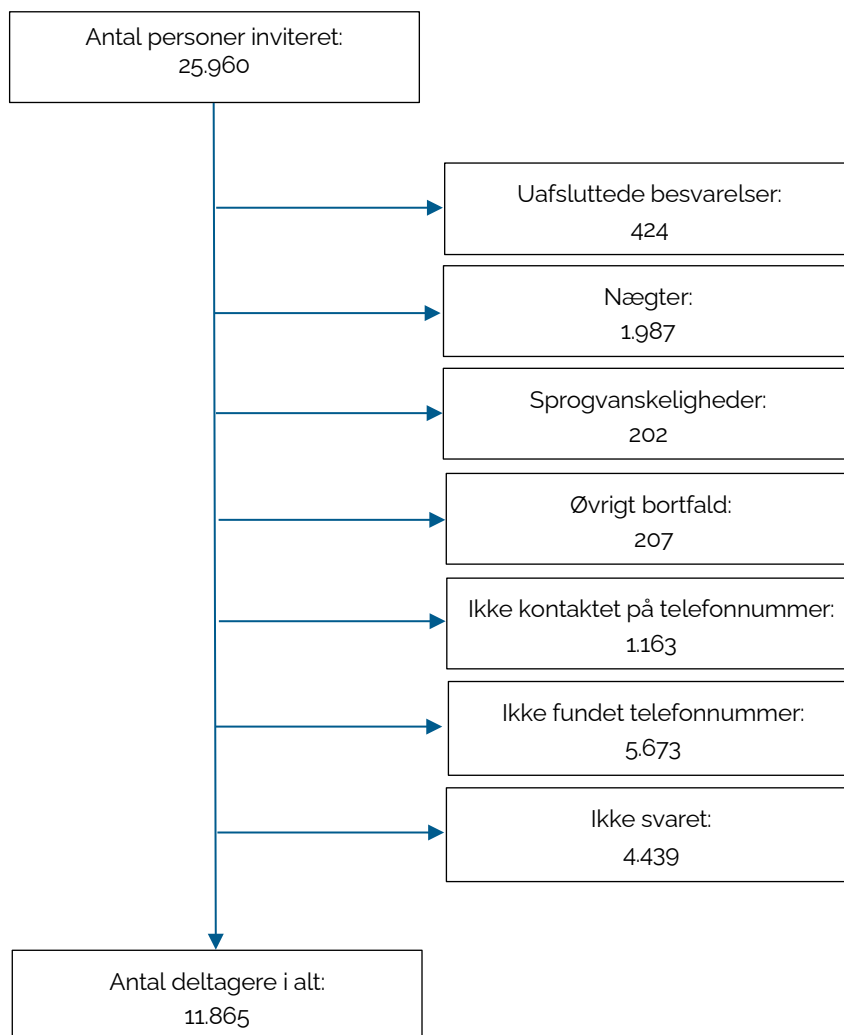 Antal personer inviteret:
25.960
Uafsluttede besvarelser:
424
Nægter:
1.987
Sprogvanskeligheder:
202
Øvrigt bortfald:
207
Ikke kontaktet på telefonnummer:
1.163
Ikke fundet telefonnummer:
5.673
Ikke svaret:
4.439
Antal deltagere i alt:
11.865